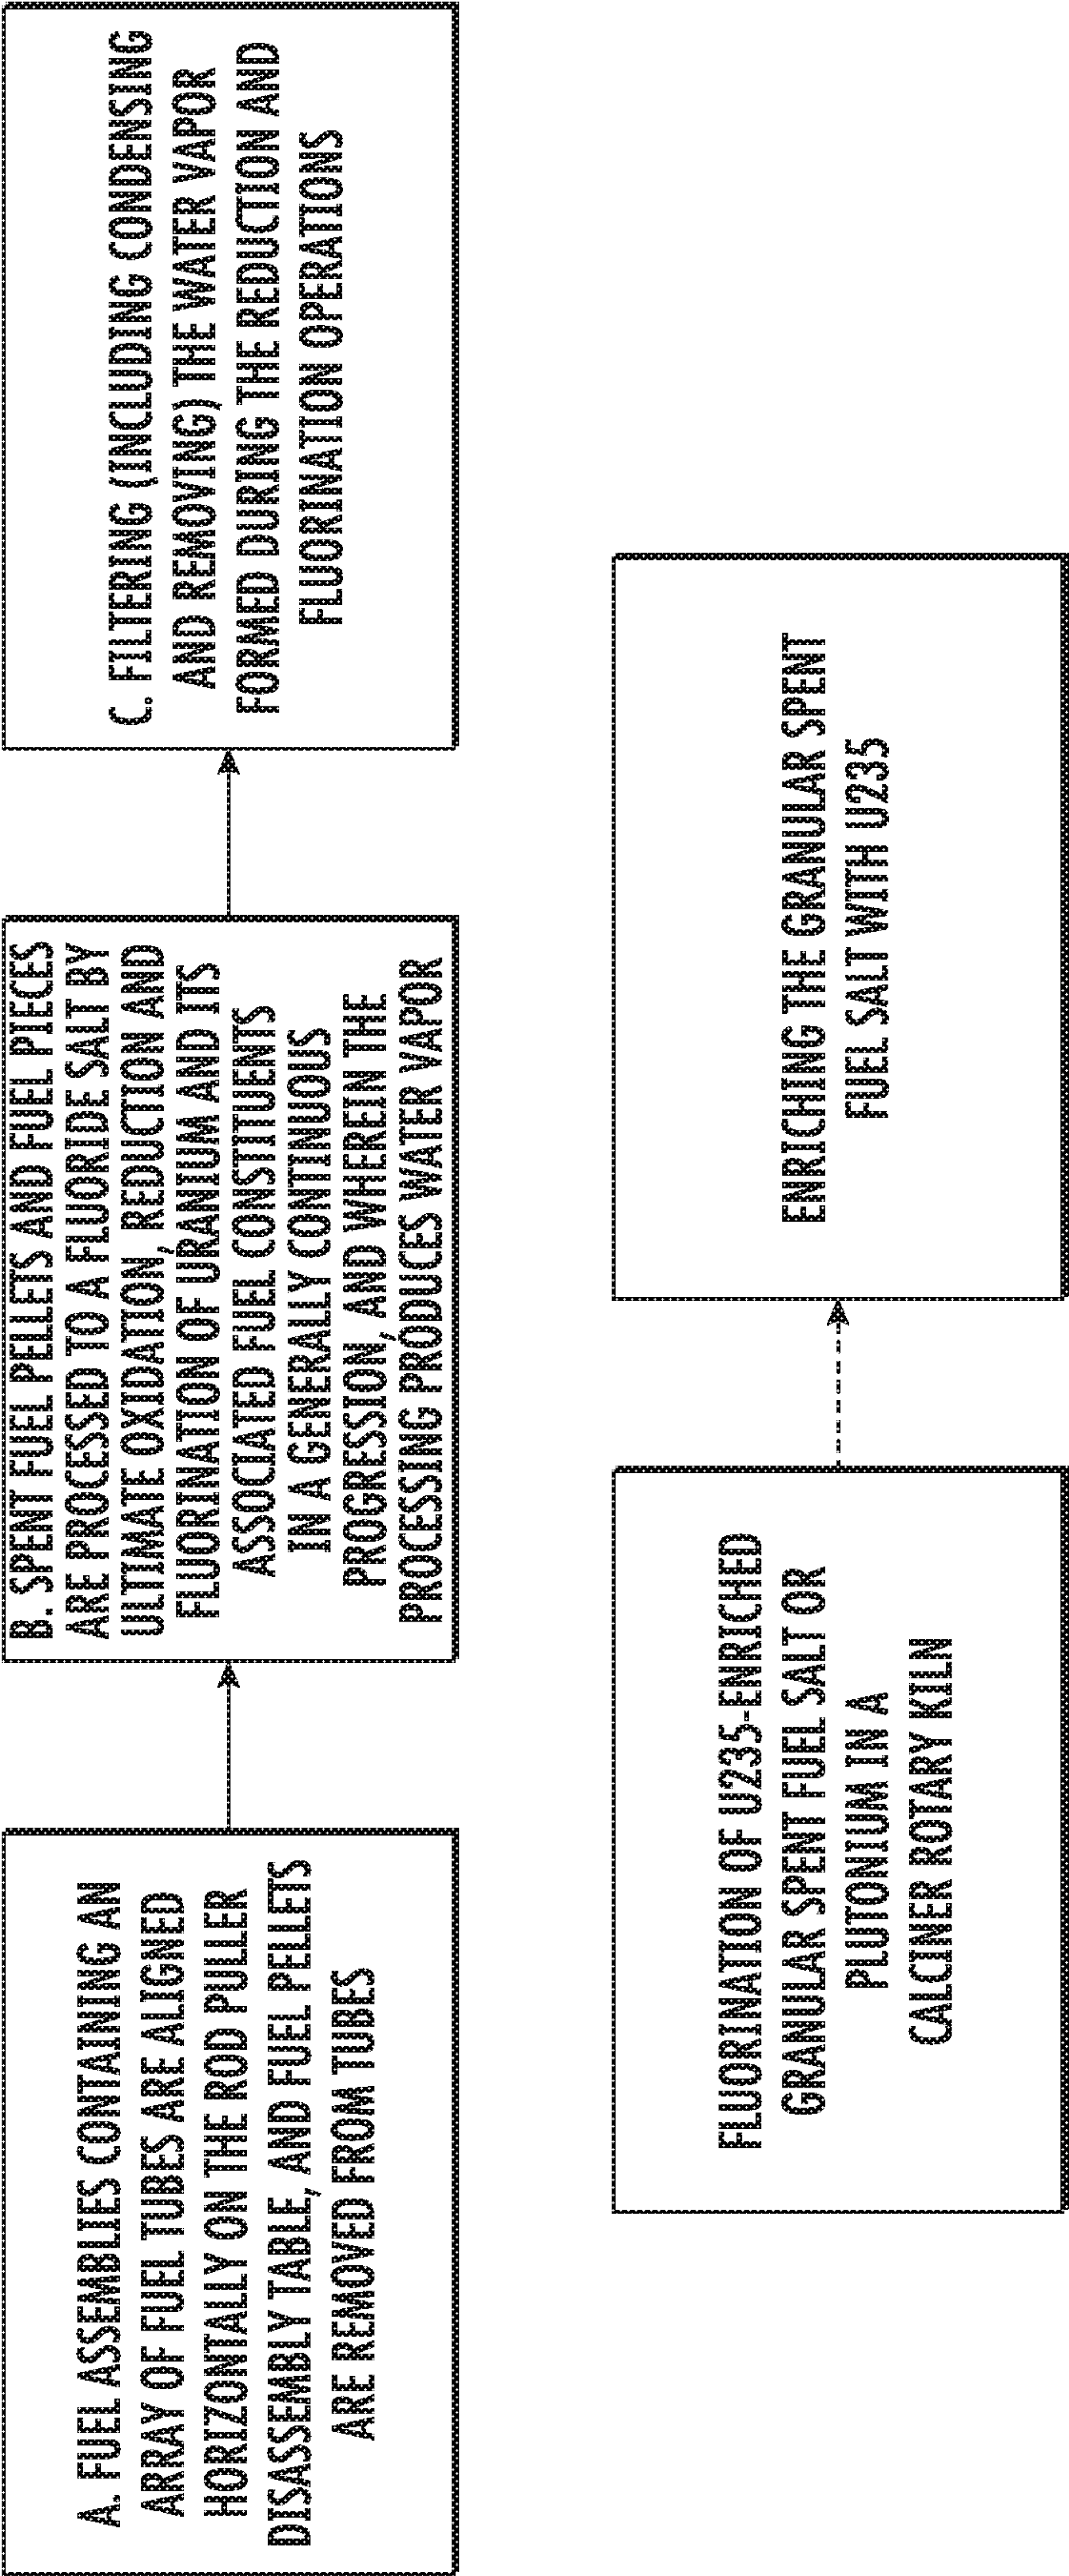 A. FUEL ASSEMBLIES CONTAINING AN
ARRAY OF FUEL TUBES ARE ALIGNED
HORIZONTALLY ON THE ROD PULLER
DISASSEMBLY TABLE, AND FUEL PELLETS
ARE REMOVED FROM TUBES
B. SPENT FUEL PELLETS AND FUEL PIECES
ARE PROCESSED TO A FLUORIDE SALT BY
ULTIMATE OXIDATION, REDUCTION AND
FLUORINATION OF URANIUM AND ITS
ASSOCIATED FUEL CONSTITUENTS
IN A GENERALLY CONTINUOUS
PROGRESSION, AND WHEREIN THE
PROCESSING PRODUCES WATER VAPOR
C. FILTERING (INCLUDING CONDENSING
AND REMOVING) THE WATER VAPOR
FORMED DURING THE REDUCTION AND
FLUORINATION OPERATIONS
FLUORINATION OF U235-ENRICHED
GRANULAR SPENT FUEL SALT OR
PLUTONIUM IN A
CALCINER ROTARY KILN
ENRICHING THE GRANULAR SPENT
FUEL SALT WITH U235